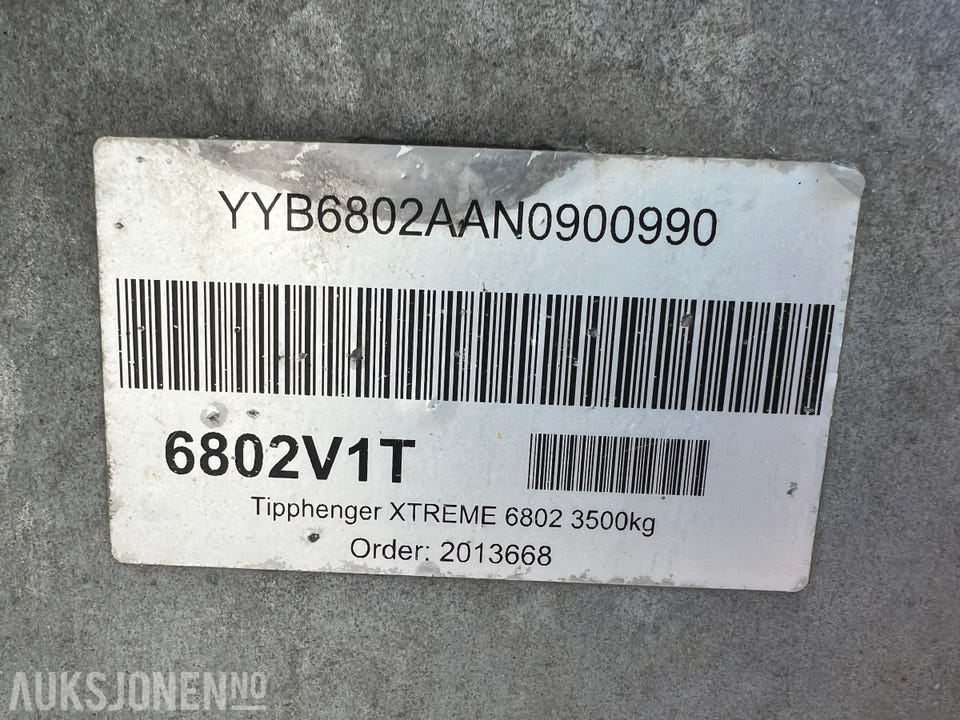 YYB6802AAN0900990
6802V1T
Tipphenger XTREME 6802 3500kg
Order: 2013668
AUKSJONEN NO